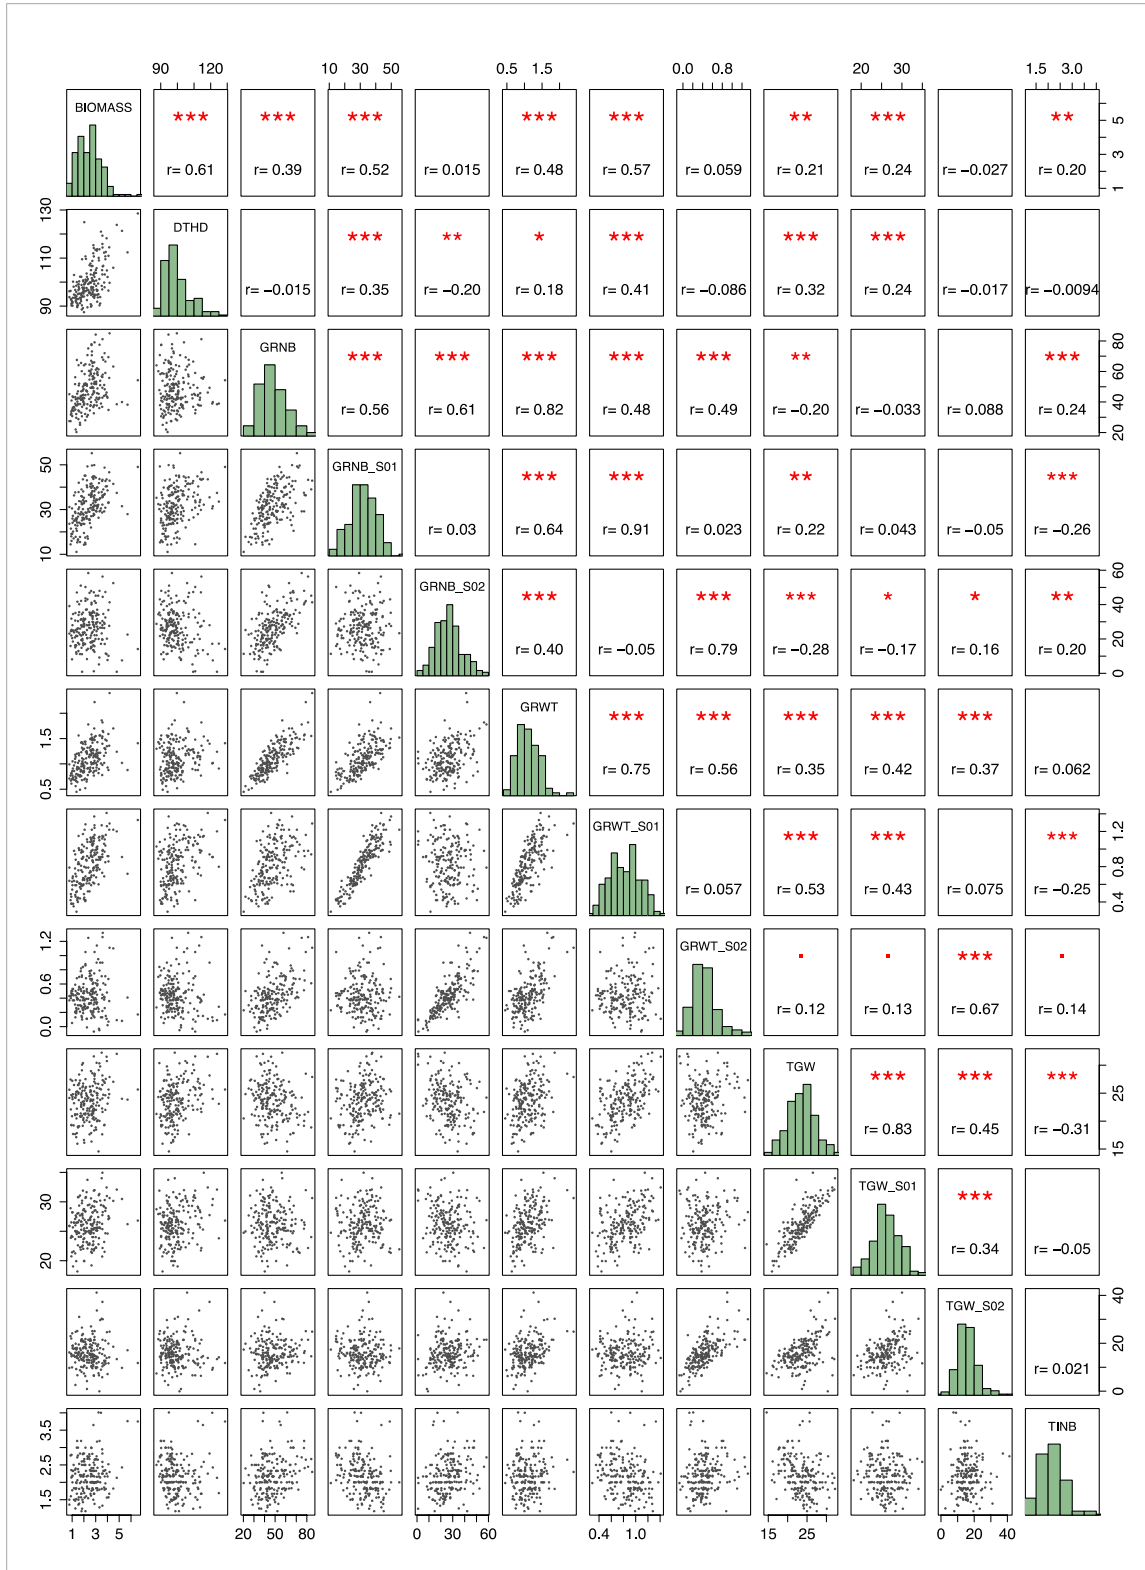 90 120 10 30 50 0.5 1.5 0.0 0.4 0.8 20 30 1.5 3.0
BIOMASS *** *** *** *** *** ** *** ** 5
r= 0.61 r= 0.39 r= 0.52 r= 0.015 r= 0.48 r= 0.57 r= 0.059 r= 0.21 r= 0.24 r= −0.027 r= 0.20 3
1
130 DTHD *** ** * *** *** ***
110
90 r= −0.015 r= 0.35 r= −0.20 r= 0.18 r= 0.41 r= −0.086 r= 0.32 r= 0.24 r= −0.017 r= −0.0094
GRNB *** *** *** *** *** ** *** 80
60
r= 0.56 r= 0.61 r= 0.82 r= 0.48 r= 0.49 r= −0.20 r= −0.033 r= 0.088 r= 0.24 40
20
50 GRNB_S01 *** *** ** ***
30
10 r= 0.03 r= 0.64 r= 0.91 r= 0.023 r= 0.22 r= 0.043 r= −0.05 r= −0.26
GRNB_S02 *** *** *** * * ** 60
40
r= 0.40 r= −0.05 r= 0.79 r= −0.28 r= −0.17 r= 0.16 r= 0.20 20
0
GRWT *** *** *** *** ***
1.5
0.5 r= 0.75 r= 0.56 r= 0.35 r= 0.42 r= 0.37 r= 0.062
GRWT_S01 *** *** *** 1.2
0.8
r= 0.057 r= 0.53 r= 0.43 r= 0.075 r= −0.25 0.4
1.2 GRWT_S02 . . *** .
0.6
0.0 r= 0.12 r= 0.13 r= 0.67 r= 0.14
TGW *** *** *** 25
r= 0.83 r= 0.45 r= −0.31 15
30 TGW_S01 ***
20 r= 0.34 r= −0.05
TGW_S02 40
20
r= 0.021 0
3.5 TINB
2.5
1.5
1 3 5 20 40 60 80 0 30 60 0.4 1.0 15 25 0 20 40